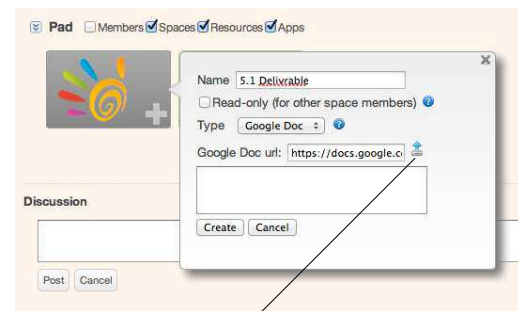 Pad Members Spaces Resources Apps
Name 5.1 Delivrable
Read-only (for other space members) ?
Type Google Doc ?
Google Doc url: https://docs.google.c
Create Cancel
Discussion
Post Cancel